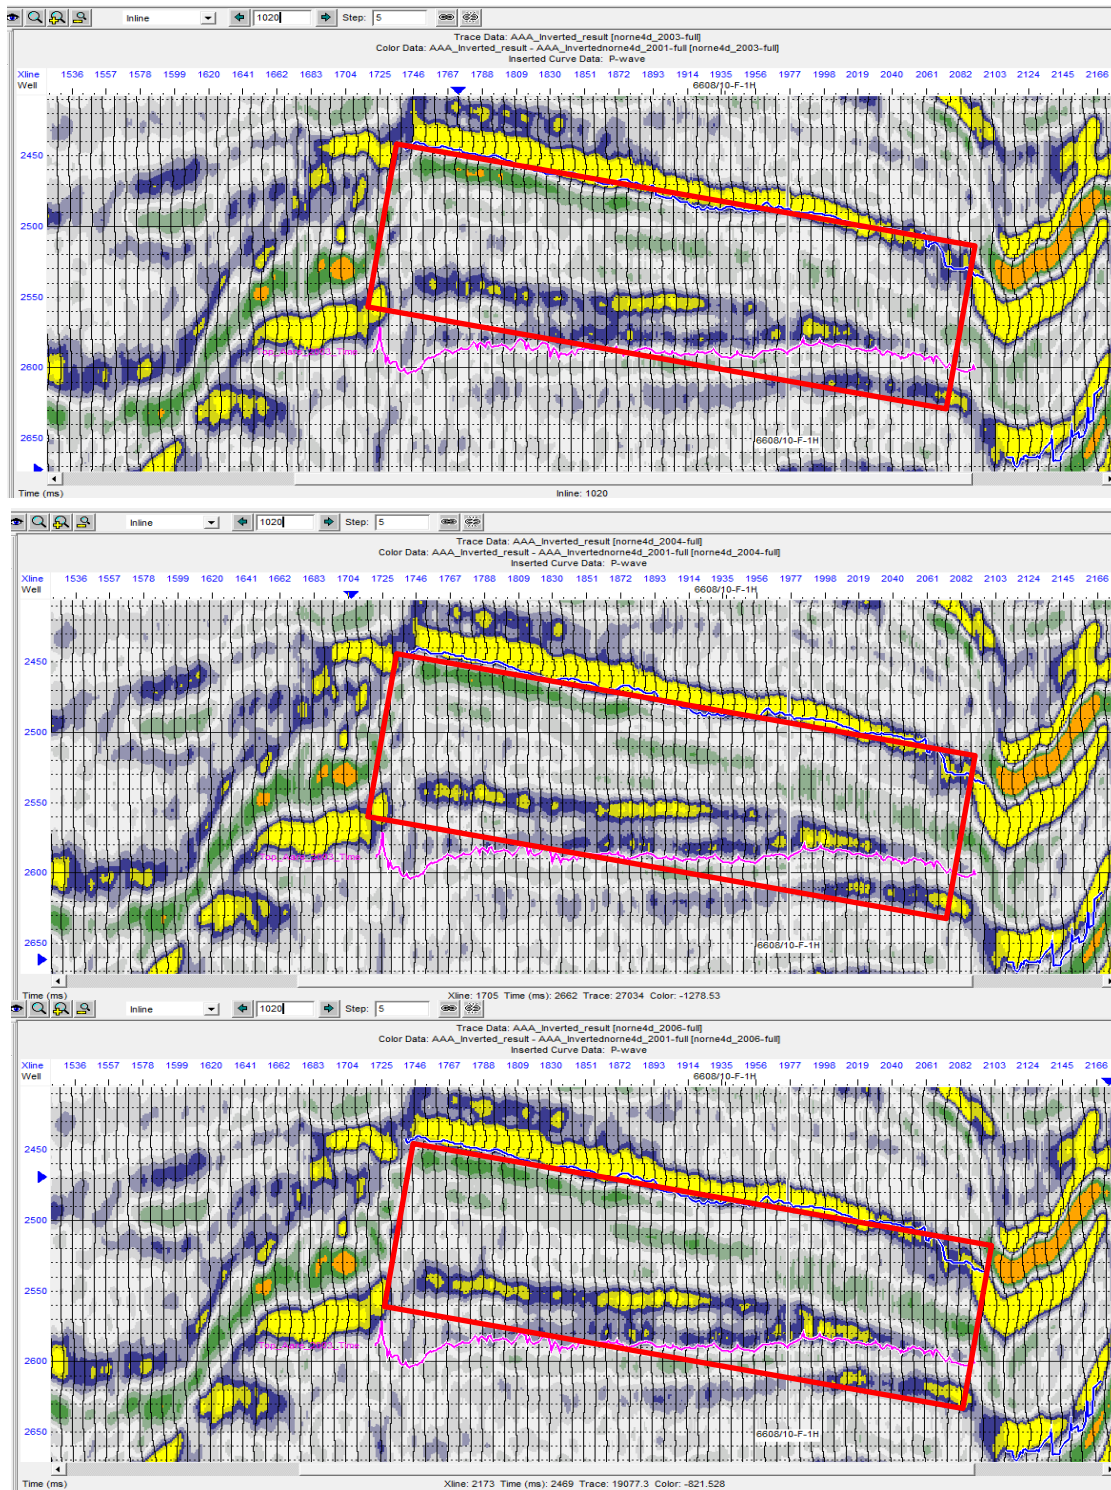 Inline 1020 Step: 5
Trace Data: AAA_Inverted_result [norne4d_2003-full]
Color Data: AAA_Inverted_result - AAA_Invertednorne4d_2001-full [norne4d_2003-full]
Inserted Curve Data: P-wave
Xline 1536 1557 1578 1599 1620 1641 1662 1683 1704 1725 1746 1767 1788 1809 1830 1851 1872 1893 1914 1935 1956 1977 1998 2019 2040 2061 2082 2103 2124 2145 2166
Well 6608/10-F-1H
2450
2500
2550
2600
2650
6608/10-F-1H
Time (ms) Inline: 1020
Inline 1020 Step: 5
Trace Data: AAA_Inverted_result [norne4d_2004-full]
Color Data: AAA_Inverted_result - AAA_Invertednorne4d_2001-full [norne4d_2004-full]
Inserted Curve Data: P-wave
Xline 1536 1557 1578 1599 1620 1641 1662 1683 1704 1725 1746 1767 1788 1809 1830 1851 1872 1893 1914 1935 1956 1977 1998 2019 2040 2061 2082 2103 2124 2145 2166
Well 6608/10-F-1H
2450
2500
2550
2600
2650
6608/10-F-1H
Time (ms) Xline: 1705 Time (ms): 2662 Trace: 27034 Color: -1278.53
Inline 1020 Step: 5
Trace Data: AAA_Inverted_result [norne4d_2006-full]
Color Data: AAA_Inverted_result - AAA_Invertednorne4d_2001-full [norne4d_2006-full]
Inserted Curve Data: P-wave
Xline 1536 1557 1578 1599 1620 1641 1662 1683 1704 1725 1746 1767 1788 1809 1830 1851 1872 1893 1914 1935 1956 1977 1998 2019 2040 2061 2082 2103 2124 2145 2166
Well 6608/10-F-1H
2450
2500
2550
2600
2650
6608/10-F-1H
Time (ms) Xline: 2173 Time (ms): 2469 Trace: 19077.3 Color: -821.528